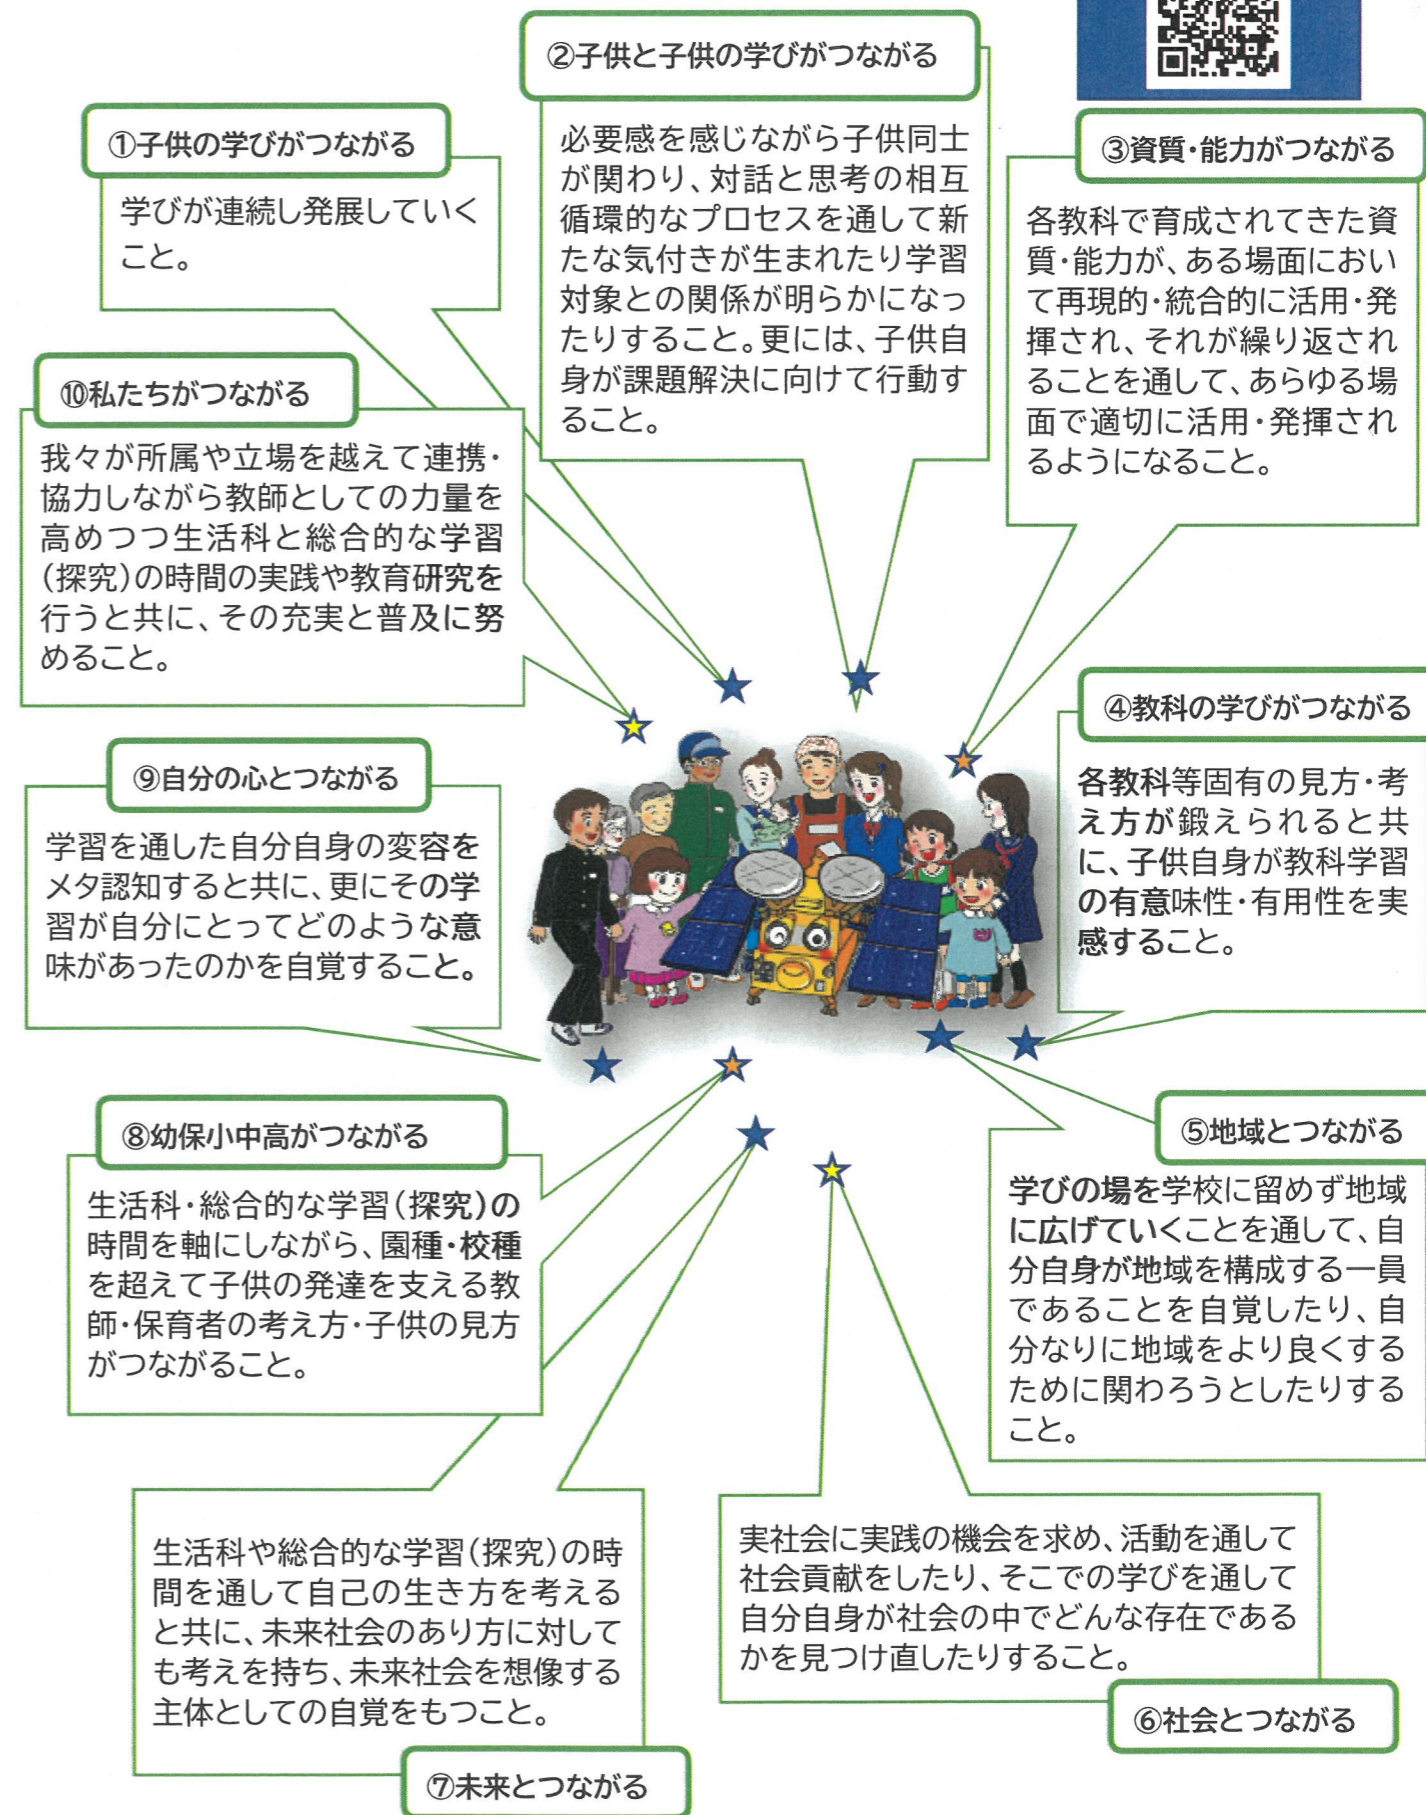 ①子供の学びがつながる
学びが連続し発展していく
こと。
②子供と子供の学びがつながる
必要感を感じながら子供同士
が関わり、対話と思考の相互
循環的なプロセスを通して新
たな気付きが生まれたり学習
対象との関係が明らかになっ
たりすること。更には、子供自
身が課題解決に向けて行動す
ること。
③資質・能力がつながる
各教科で育成されてきた資
質・能力が、ある場面におい
て再現的・統合的に活用・発
揮され、それが繰り返され
ることを通して、あらゆる場
面で適切に活用・発揮され
るようになること。
④教科の学びがつながる
各教科等固有の見方・考
え方が鍛えられると共
に、子供自身が教科学習
の有意味性・有用性を実
感すること。
⑤地域とつながる
学びの場を学校に留めず地域
に広げていくことを通して、自
分自身が地域を構成する一員
であることを自覚したり、自
分なりに地域をより良くする
ために関わろうとしたりする
こと。
実社会に実践の機会を求め、活動を通して
社会貢献をしたり、そこでの学びを通して
自分自身が社会の中でどんな存在である
かを見つけ直したりすること。
⑥社会とつながる
生活科や総合的な学習(探究)の時
間を通して自己の生き方を考える
と共に、未来社会のあり方に対して
も考えを持ち、未来社会を想像する
主体としての自覚をもつこと。
⑦未来とつながる
⑧幼保小中高がつながる
生活科・総合的な学習(探究)の
時間を軸にしながら、園種・校種
を超えて子供の発達を支える教
師・保育者の考え方・子供の見方
がつながること。
⑨自分の心とつながる
学習を通した自分自身の変容を
メタ認知すると共に、更にその学
習が自分にとってどのような意
味があったのかを自覚すること。
⑩私たちがつながる
我々が所属や立場を越えて連携・
協力しながら教師としての力量を
高めつつ生活科と総合的な学習
(探究)の時間の実践や教育研究を
行うと共に、その充実と普及に努
めること。